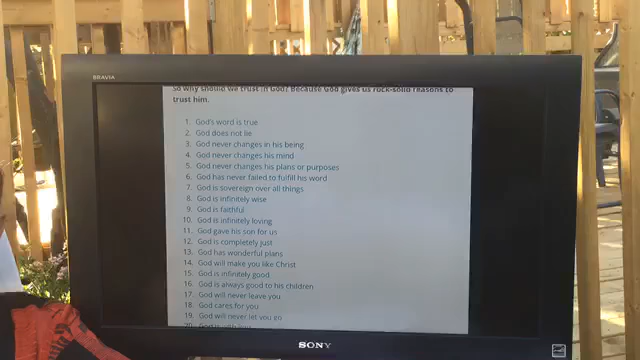 BRAVIA
So why should we trust in God? Because God gives us rock-solid reasons to
trust him.
1. God's word is true
2. God does not lie
3. God never changes in his being
4. God never changes his mind
5. God never changes his plans or purposes
6. God has never failed to fulfill his word
7. God is sovereign over all things
8. God is infinitely wise
9. God is faithful
10. God is infinitely loving
11. God gave his son for us
12. God is completely just
13. God has wonderful plans
14. God will make you like Christ
15. God is infinitely good
16. God is always good to his children
17. God will never leave you
18. God cares for you
19. God will never let you go
20. God is with
SONY